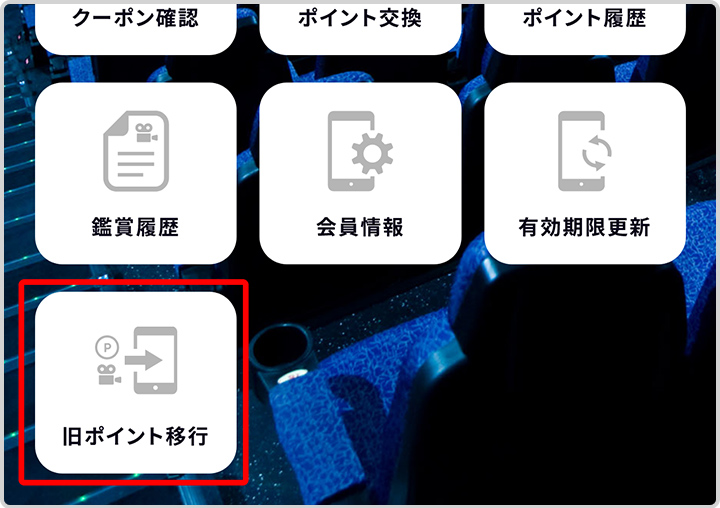 クーポン確認
ポイント交換
ポイント履歴
鑑賞履歴
会員情報
有効期限更新
P
旧ポイント移行